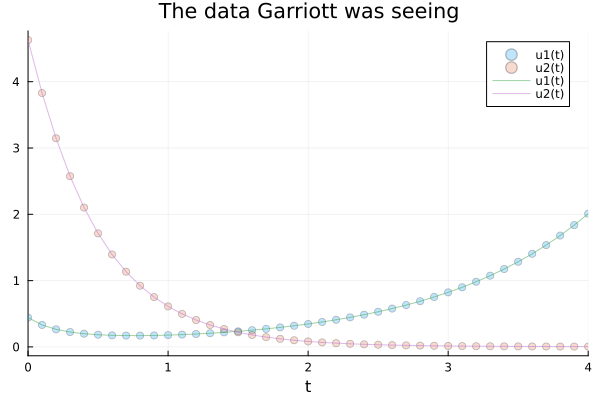 The data Garriott was seeing
u1(t)
u2(t)
u1(t)
u2(t)
4
3
2
1
0
0 1 2 3 4
t